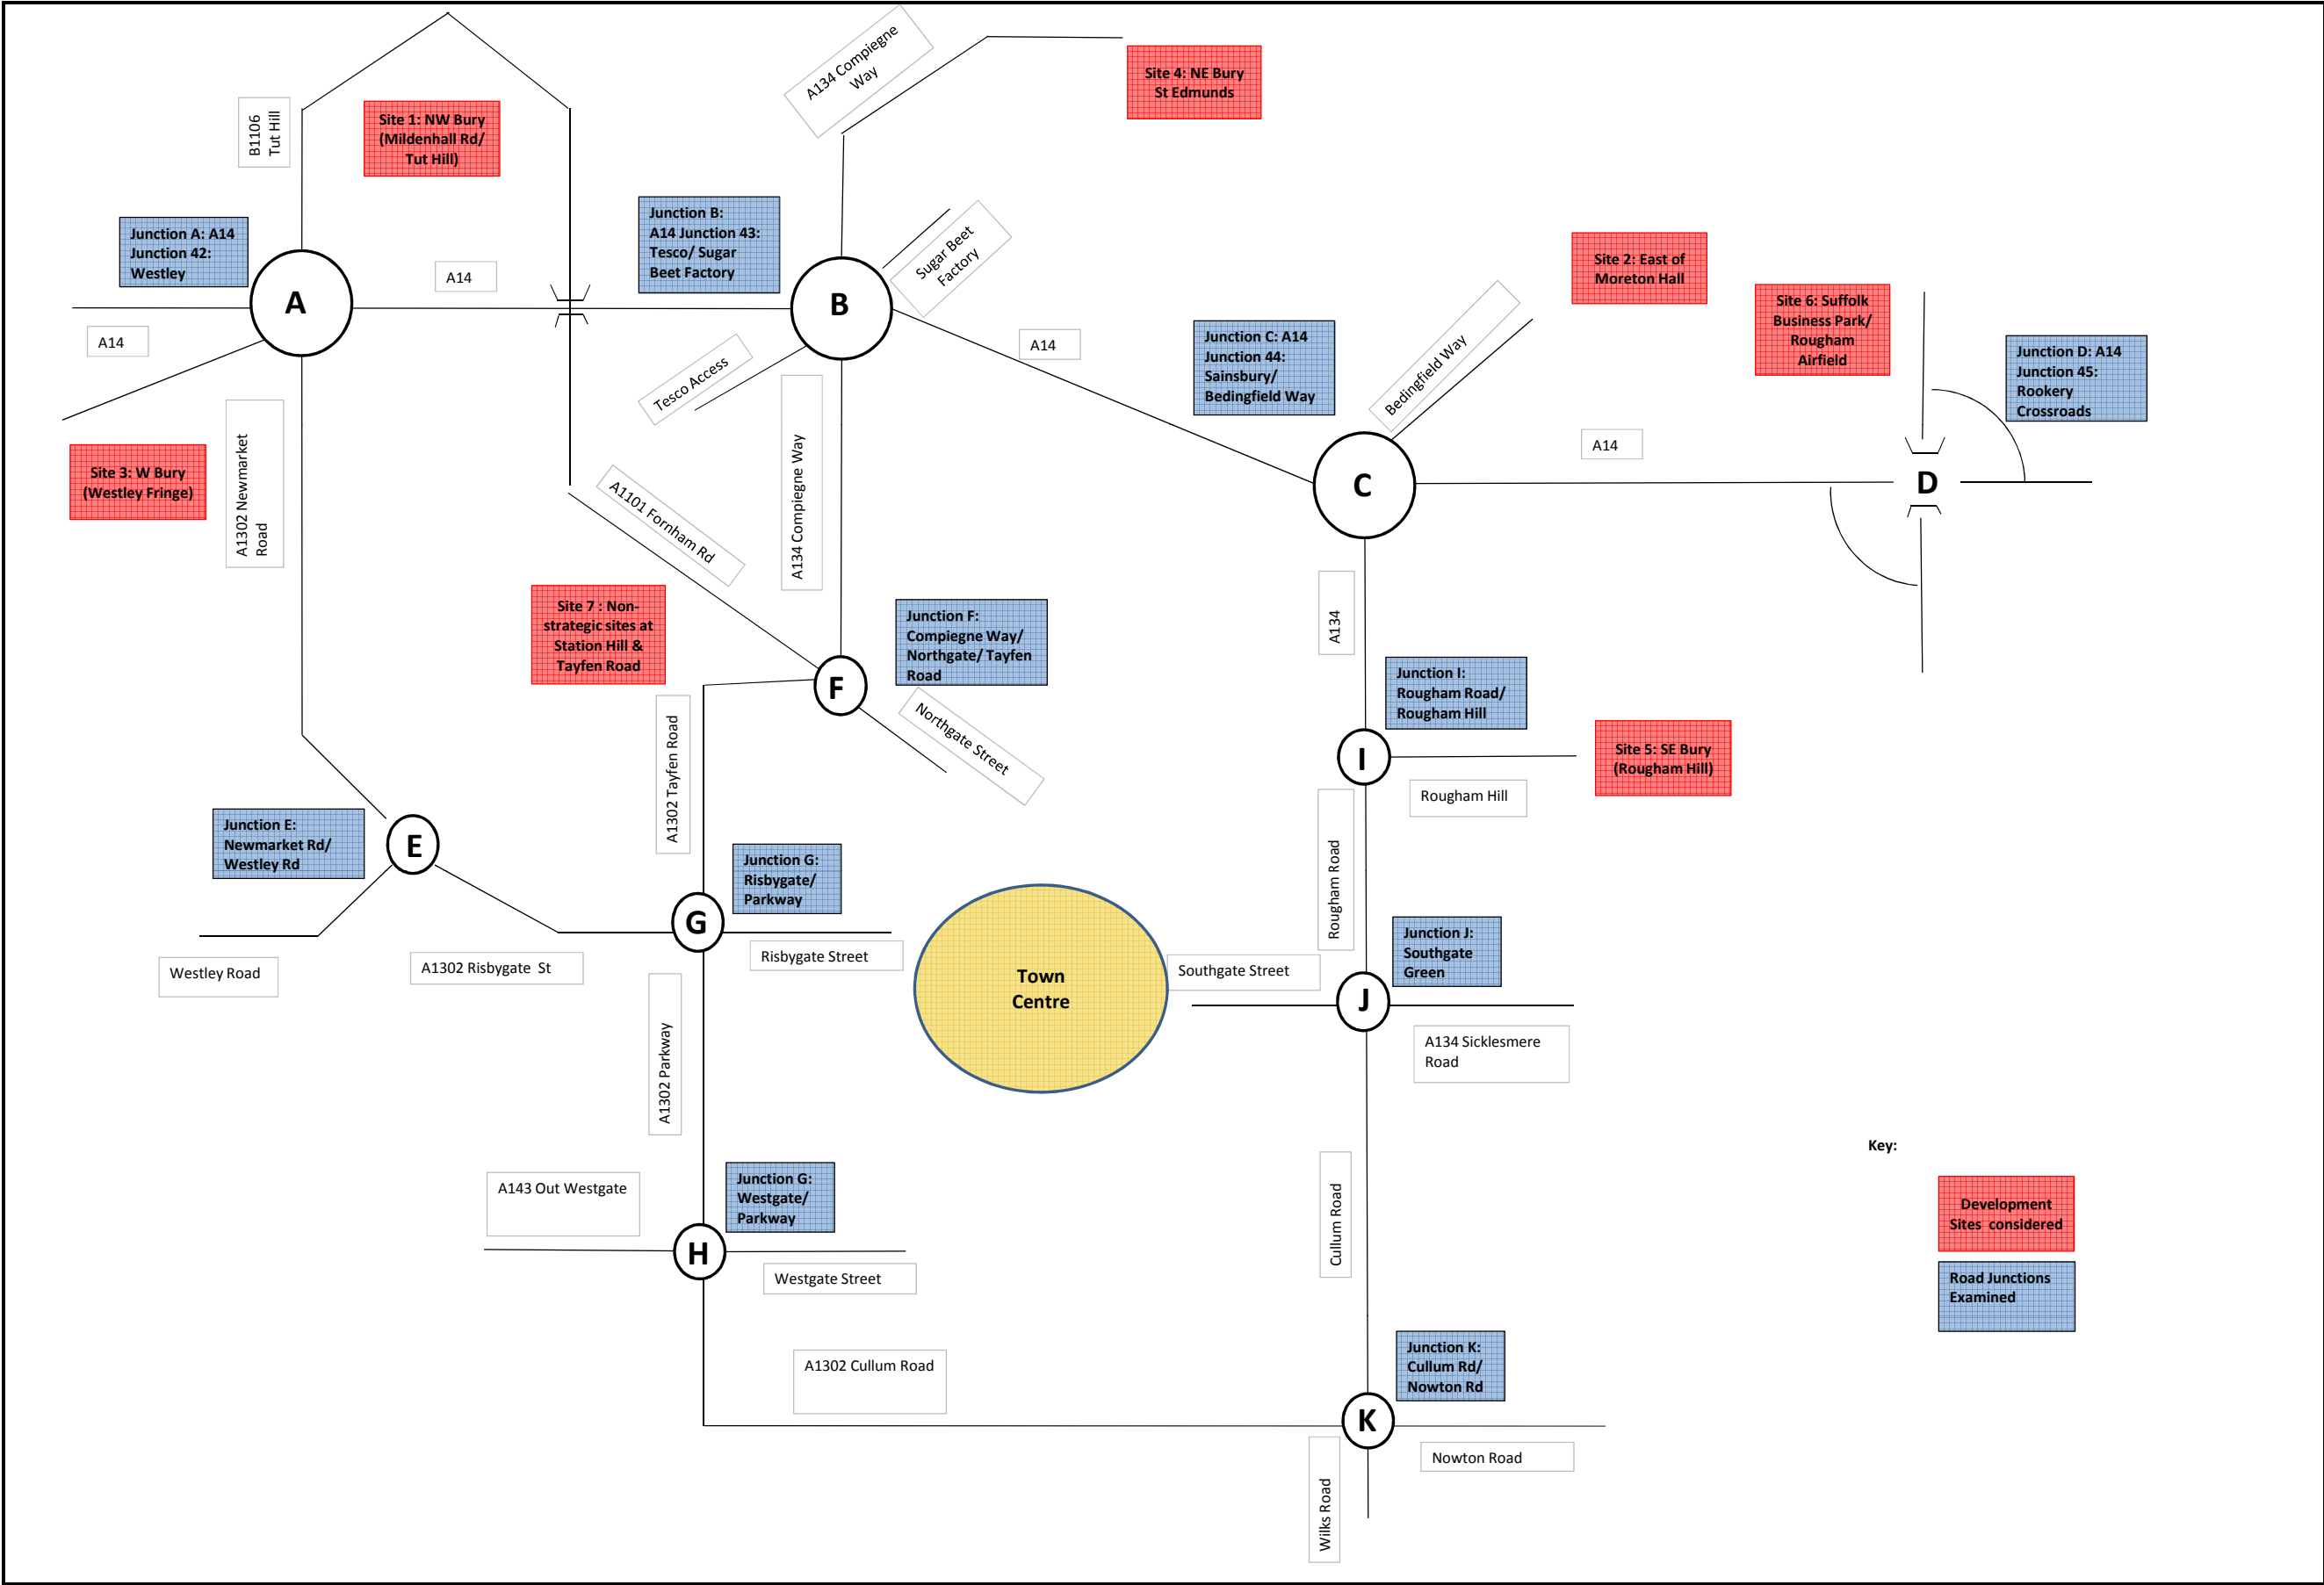 A134 Compiegne
Way
Site 4: NE Bury
St Edmunds
B1106
Tut Hill
Site 1: NW Bury
(Mildenhall Rd/
Tut Hill)
Junction A: A14
Junction 42:
Westley
A
A14
A14
Junction B:
A14 Junction 43:
Tesco/ Sugar
Beet Factory
B
Sugar Beet
Factory
Tesco Access
A14
Junction C: A14
Junction 44:
Sainsbury/
Bedingfield Way
Bedingfield Way
C
Site 2: East of
Moreton Hall
Site 6: Suffolk
Business Park/
Rougham
Airfield
Junction D: A14
Junction 45:
Rookery
Crossroads
A14
D
Site 3: W Bury
(Westley Fringe)
A1302 Newmarket
Road
A1101 Fornham Rd
A134 Compiegne Way
Site 7 : Non-
strategic sites at
Station Hill &
Tayfen Road
Junction F:
Compiegne Way/
Northgate/ Tayfen
Road
F
Northgate Street
A1302 Tayfen Road
A134
Junction I:
Rougham Road/
Rougham Hill
I
Rougham Hill
Site 5: SE Bury
(Rougham Hill)
Junction E:
Newmarket Rd/
Westley Rd
E
Westley Road
A1302 Risbygate  St
Junction G:
Risbygate/
Parkway
G
Risbygate Street
Town
Centre
Rougham Road
Southgate Street
Junction J:
Southgate
Green
J
A134 Sicklesmere
Road
A1302 Parkway
A143 Out Westgate
Junction G:
Westgate/
Parkway
H
Westgate Street
Cullum Road
A1302 Cullum Road
Junction K:
Cullum Rd/
Nowton Rd
K
Nowton Road
Wilks Road
Key:
Development
Sites  considered
Road Junctions
Examined